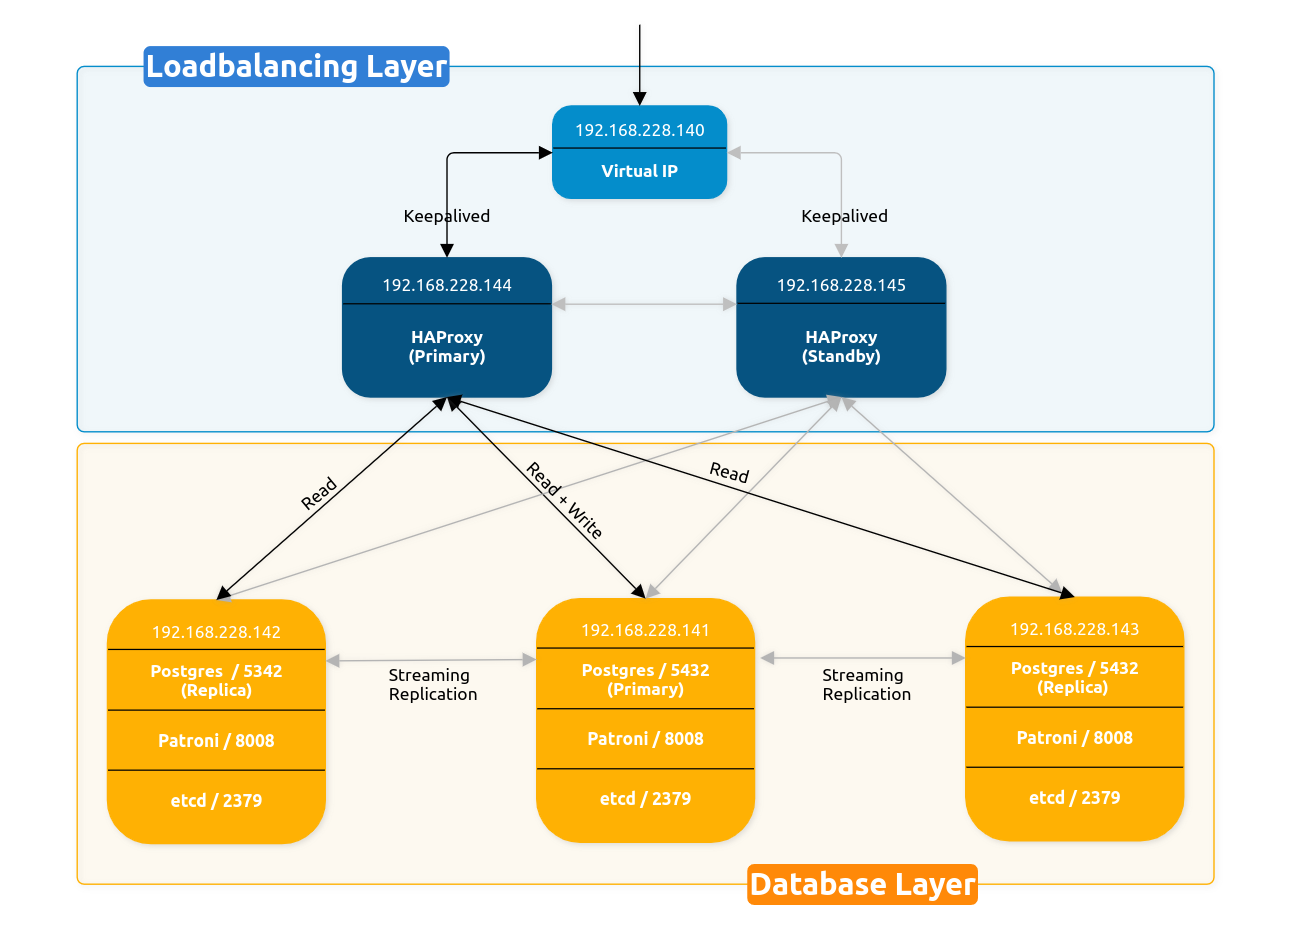 Loadbalancing Layer
192.168.228.140
Virtual IP
Keepalived
Keepalived
192.168.228.144
HAProxy
(Primary)
192.168.228.145
HAProxy
(Standby)
Read
Read + Write
Read
192.168.228.142
Postgres / 5342
(Replica)
Patroni / 8008
etcd / 2379
Streaming
Replication
192.168.228.141
Postgres / 5432
(Primary)
Patroni / 8008
etcd / 2379
Streaming
Replication
192.168.228.143
Postgres / 5432
(Replica)
Patroni / 8008
etcd / 2379
Database Layer